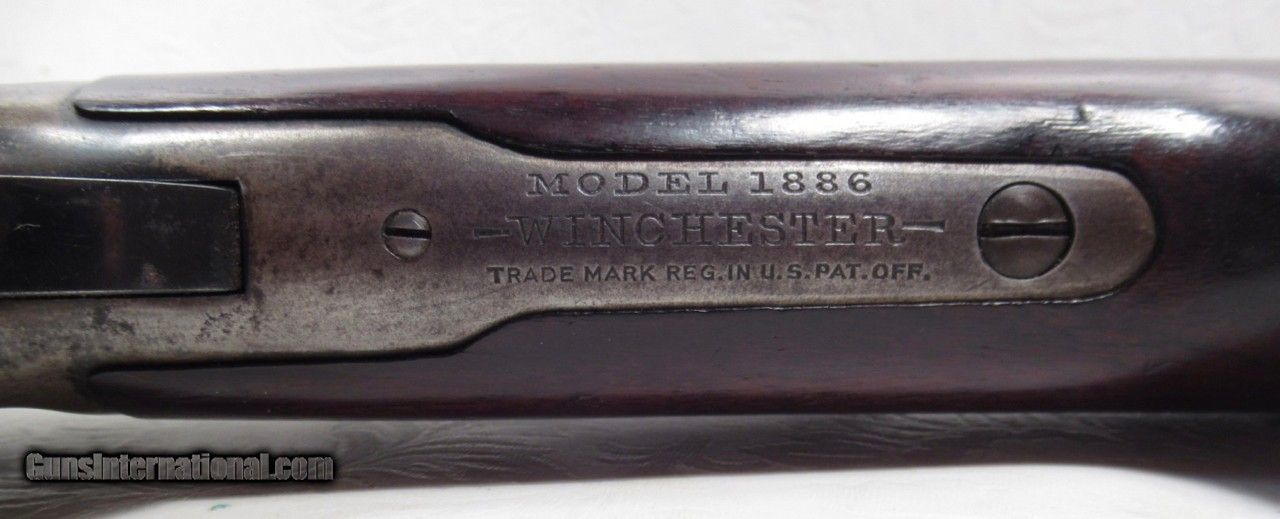 MODEL 1886
-WINCHESTER-
TRADE MARK REG. IN U.S. PAT. OFF.
GunsInternational.com